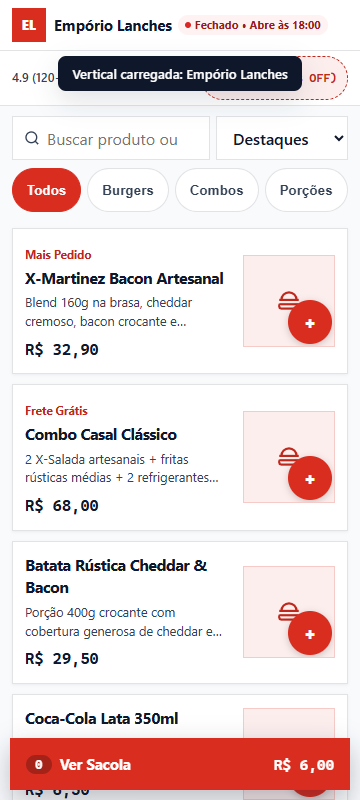 EL Empório Lanches • Fechado • Abre às 18:00
4.9 (120 OFF)
Vertical carregada: Empório Lanches
Buscar produto ou Destaques
Todos Burgers Combos Porções
Mais Pedido
X-Martinez Bacon Artesanal
Blend 160g na brasa, cheddar
cremoso, bacon crocante e...
R$ 32,90
+
Frete Grátis
Combo Casal Clássico
2 X-Salada artesanais + fritas
rústicas médias + 2 refrigerantes...
R$ 68,00
+
Batata Rústica Cheddar &
Bacon
Porção 400g crocante com
cobertura generosa de cheddar e...
R$ 29,50
+
Coca-Cola Lata 350ml
0 Ver Sacola R$ 6,00